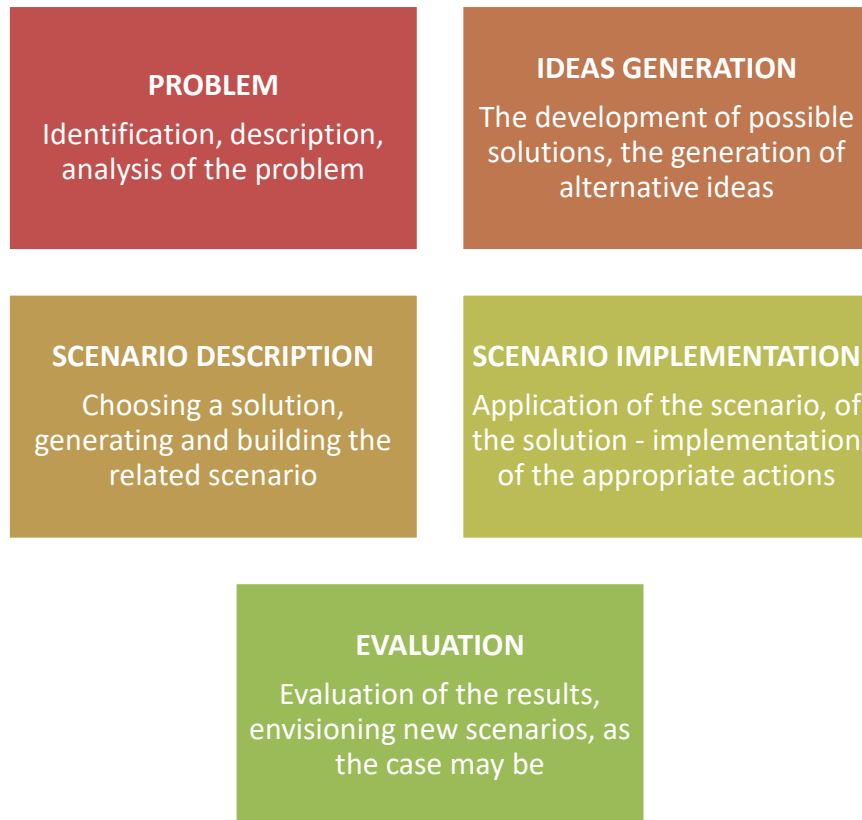 PROBLEM
Identification, description,
analysis of the problem
IDEAS GENERATION
The development of possible
solutions, the generation of
alternative ideas
SCENARIO DESCRIPTION
Choosing a solution,
generating and building the
related scenario
SCENARIO IMPLEMENTATION
Application of the scenario, of
the solution - implementation
of the appropriate actions
EVALUATION
Evaluation of the results,
envisioning new scenarios, as
the case may be